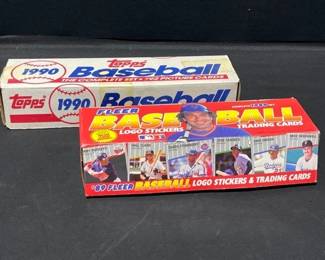 Topps
1990 Baseball
THE COMPLETE SET • 792 PICTURE CARDS
Topps 1990 Baseball
FLEER
BASEBALL
LOGO STICKERS TRADING CARDS
'89 FLEER BASEBALL LOGO STICKERS & TRADING CARDS